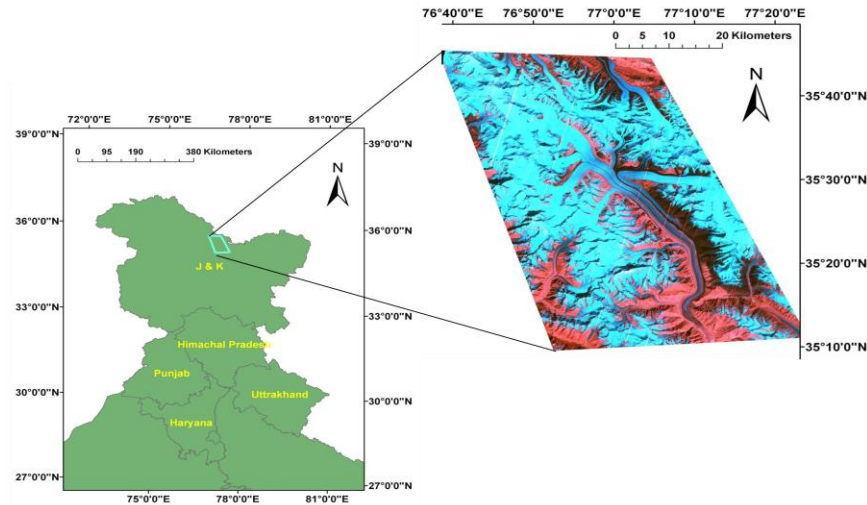 72°0'0"E 75°0'0"E 78°0'0"E 81°0'0"E
39°0'0"N
36°0'0"N
33°0'0"N
30°0'0"N
27°0'0"N
0 95 190 380 Kilometers
N
J & K
Himachal Pradesh
Punjab
Uttrakhand
Haryana
39°0'0"N
36°0'0"N
33°0'0"N
30°0'0"N
27°0'0"N
75°0'0"E 78°0'0"E 81°0'0"E
76°40'0"E 76°50'0"E 77°0'0"E 77°10'0"E 77°20'0"E
0 5 10 20 Kilometers
N
35°40'0"N
35°30'0"N
35°20'0"N
35°10'0"N